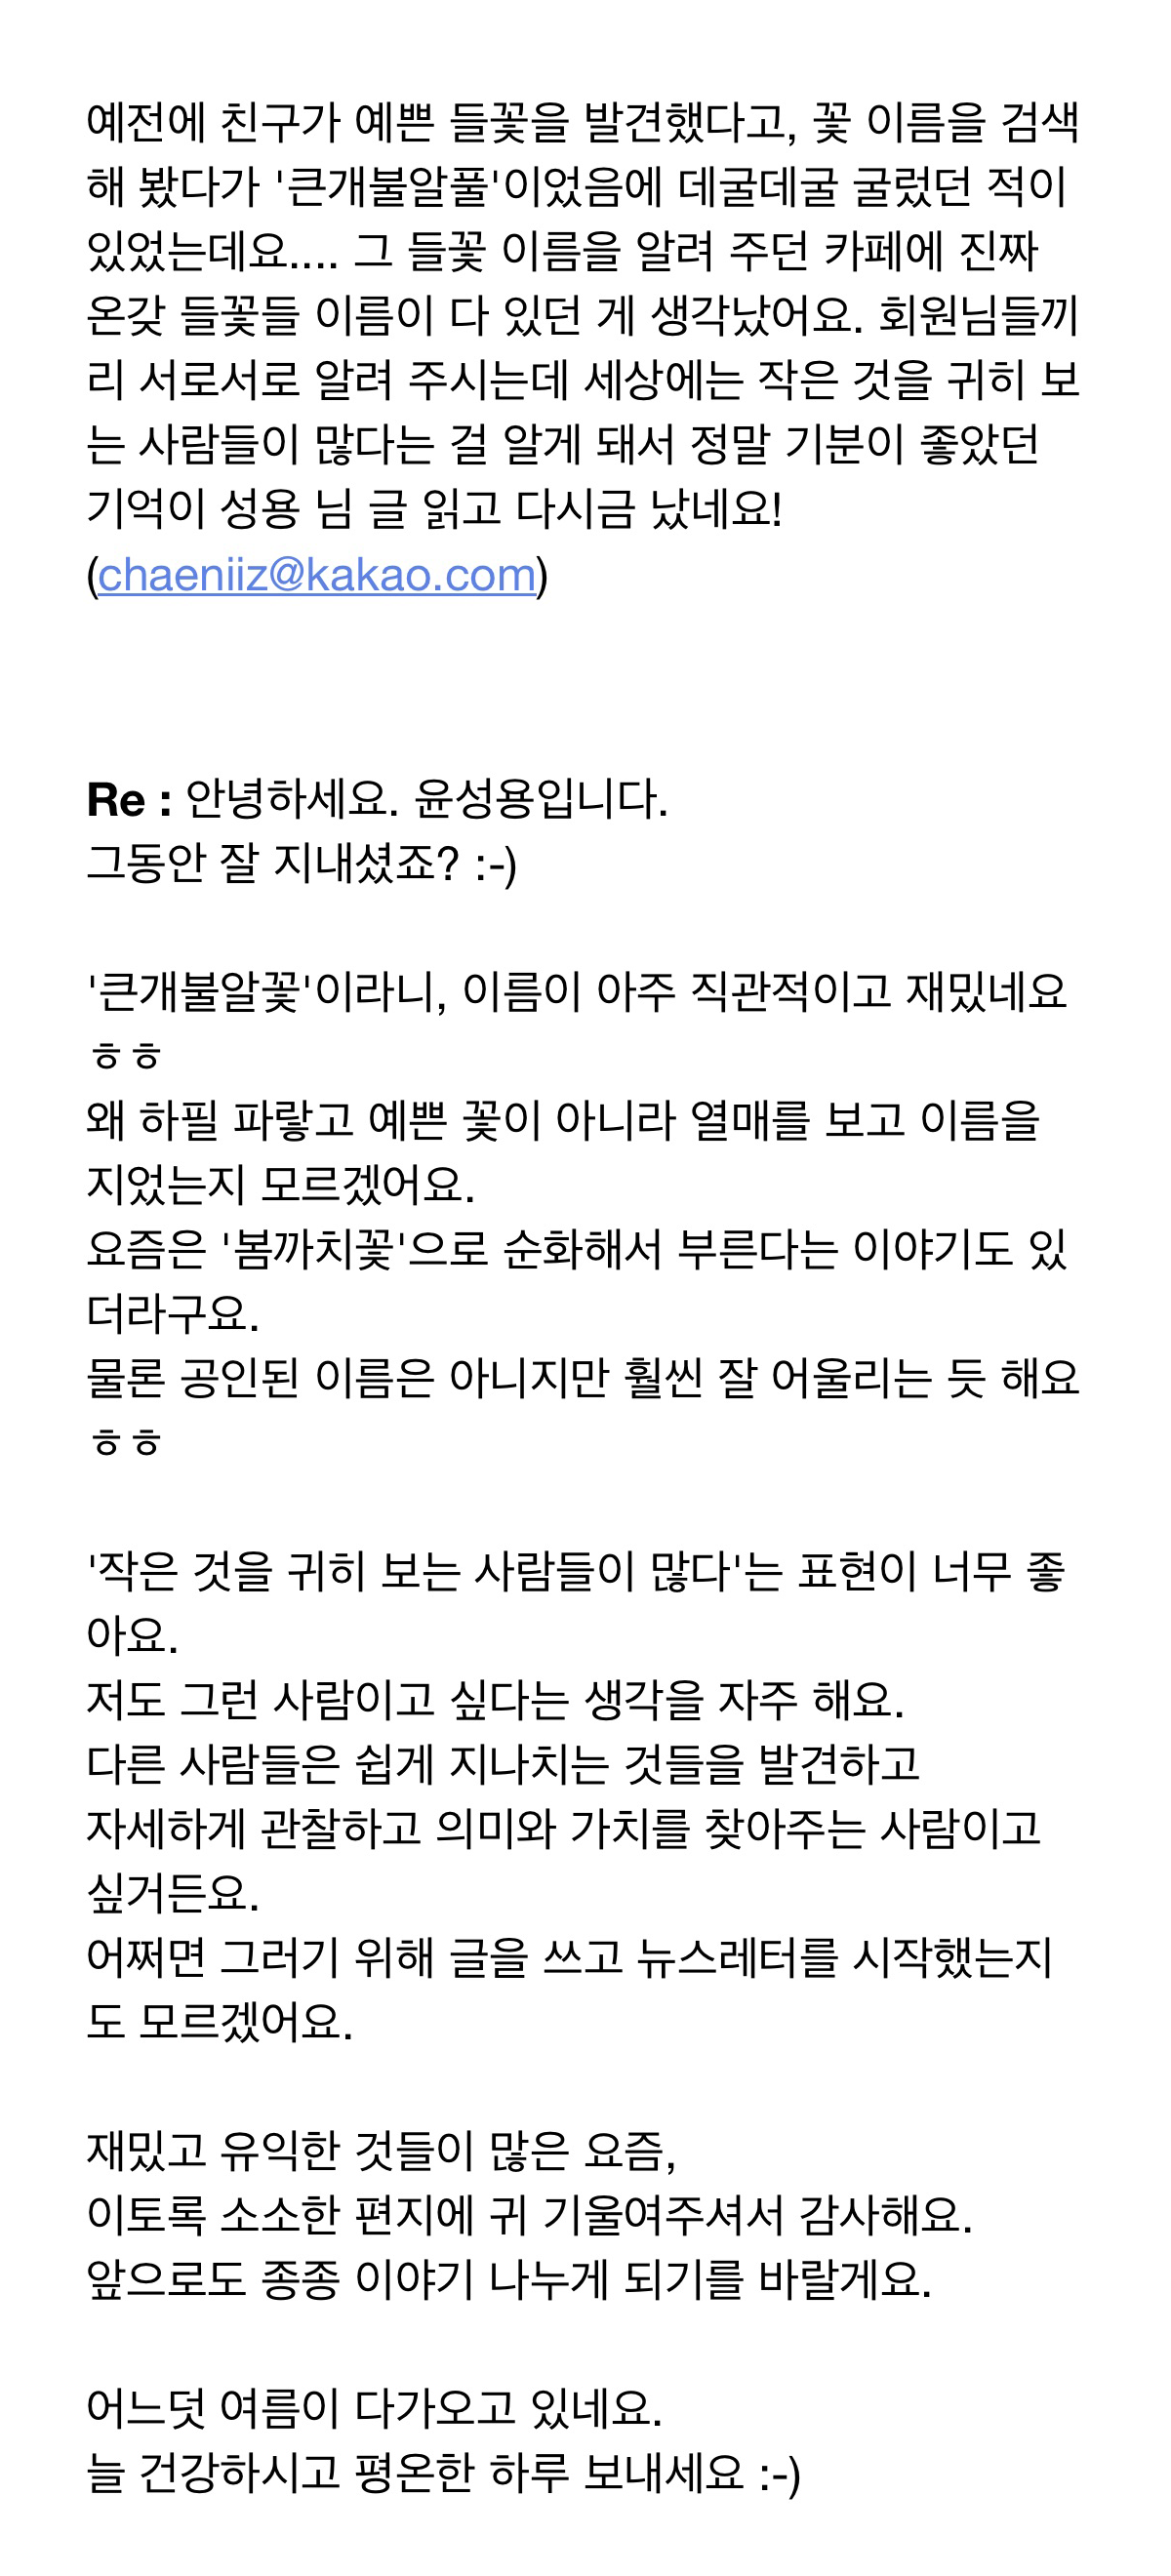 예전에 친구가 예쁜 들꽃을 발견했다고, 꽃 이름을 검색
해 봤다가 '큰개불알풀'이었음에 데굴데굴 굴렀던 적이
있었는데요.... 그 들꽃 이름을 알려 주던 카페에 진짜
온갖 들꽃들 이름이 다 있던 게 생각났어요. 회원님들끼
리 서로서로 알려 주시는데 세상에는 작은 것을 귀히 보
는 사람들이 많다는 걸 알게 돼서 정말 기분이 좋았던
기억이 성용 님 글 읽고 다시금 났네요!
(chaeniiz@kakao.com)
Re : 안녕하세요. 윤성용입니다.
그동안 잘 지내셨죠? :-)
'큰개불알꽃'이라니, 이름이 아주 직관적이고 재밌네요
ㅎㅎ
왜 하필 파랗고 예쁜 꽃이 아니라 열매를 보고 이름을
지었는지 모르겠어요.
요즘은 '봄까치꽃'으로 순화해서 부른다는 이야기도 있
더라구요.
물론 공인된 이름은 아니지만 훨씬 잘 어울리는 듯 해요
ㅎㅎ
'작은 것을 귀히 보는 사람들이 많다'는 표현이 너무 좋
아요.
저도 그런 사람이고 싶다는 생각을 자주 해요.
다른 사람들은 쉽게 지나치는 것들을 발견하고
자세하게 관찰하고 의미와 가치를 찾아주는 사람이고
싶거든요.
어쩌면 그러기 위해 글을 쓰고 뉴스레터를 시작했는지
도 모르겠어요.
재밌고 유익한 것들이 많은 요즘,
이토록 소소한 편지에 귀 기울여주셔서 감사해요.
앞으로도 종종 이야기 나누게 되기를 바랄게요.
어느덧 여름이 다가오고 있네요.
늘 건강하시고 평온한 하루 보내세요 :-)